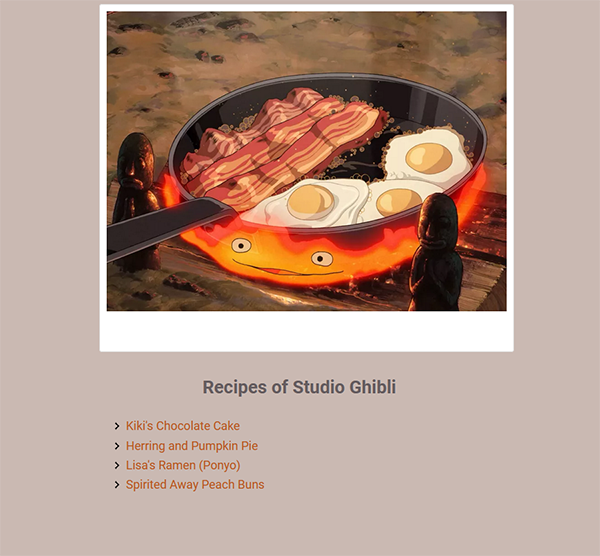 Recipes of Studio Ghibli
Kiki's Chocolate Cake
Herring and Pumpkin Pie
Lisa's Ramen (Ponyo)
Spirited Away Peach Buns